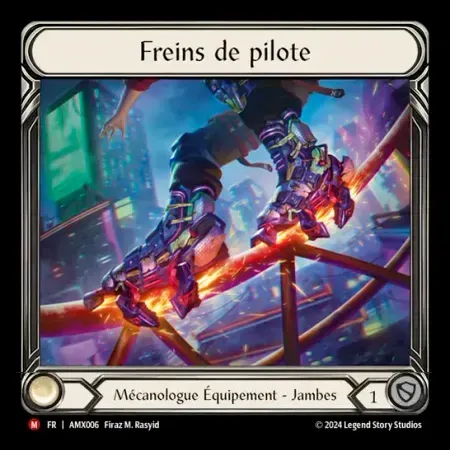 Freins de pilote
Mécanologue Équipement - Jambes
1
M FR | AMX006 Firaz M. Rasyid
© 2024 Legend Story Studios